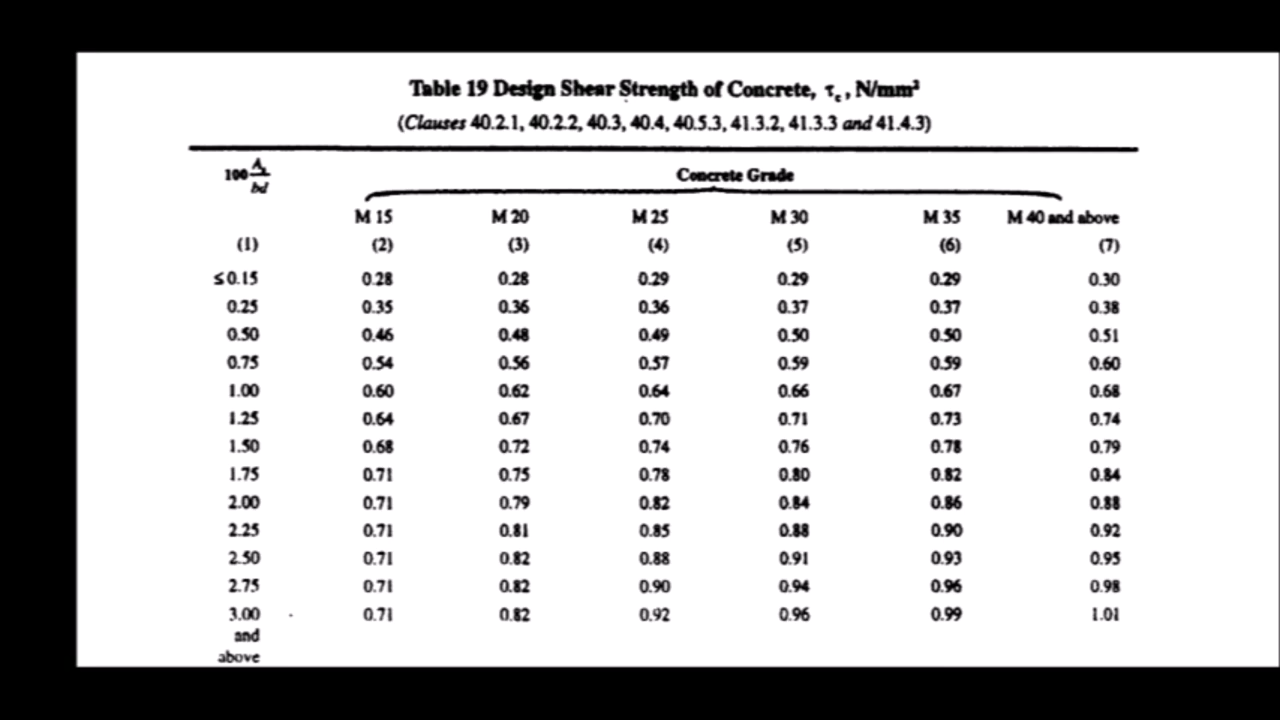 Table 19 Design Shear Strength of Concrete, τc, N/mm²
(Clauses 40.2.1, 40.2.2, 40.3, 40.4, 40.5.3, 41.3.2, 41.3.3 and 41.4.3)
100 As/bd Concrete Grade
M 15 M 20 M 25 M 30 M 35 M 40 and above
(1) (2) (3) (4) (5) (6) (7)
≤ 0.15 0.28 0.28 0.29 0.29 0.29 0.30
0.25 0.35 0.36 0.36 0.37 0.37 0.38
0.50 0.46 0.48 0.49 0.50 0.50 0.51
0.75 0.54 0.56 0.57 0.59 0.59 0.60
1.00 0.60 0.62 0.64 0.66 0.67 0.68
1.25 0.64 0.67 0.70 0.71 0.73 0.74
1.50 0.68 0.72 0.74 0.76 0.78 0.79
1.75 0.71 0.75 0.78 0.80 0.82 0.84
2.00 0.71 0.79 0.82 0.84 0.86 0.88
2.25 0.71 0.81 0.85 0.88 0.90 0.92
2.50 0.71 0.82 0.88 0.91 0.93 0.95
2.75 0.71 0.82 0.90 0.94 0.96 0.98
3.00 0.71 0.82 0.92 0.96 0.99 1.01
and
above